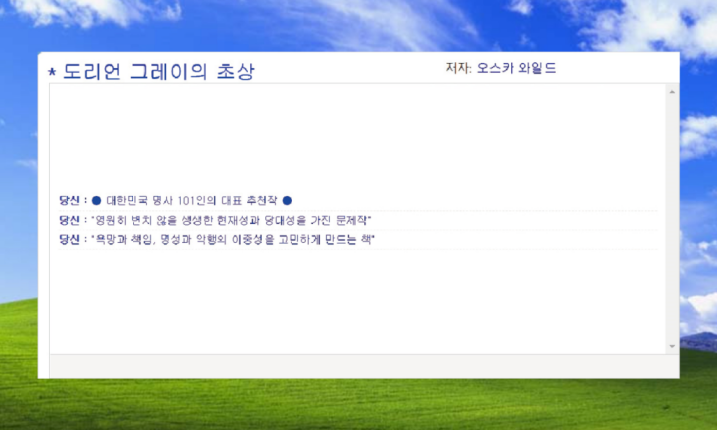 * 도리언 그레이의 초상
저자: 오스카 와일드
당신 : ● 대한민국 명사 101인의 대표 추천작 ●
당신 : "영원히 변치 않을 생생한 현재성과 당대성을 가진 문제작"
당신 : "욕망과 책임, 명성과 악행의 이중성을 고민하게 만드는 책"